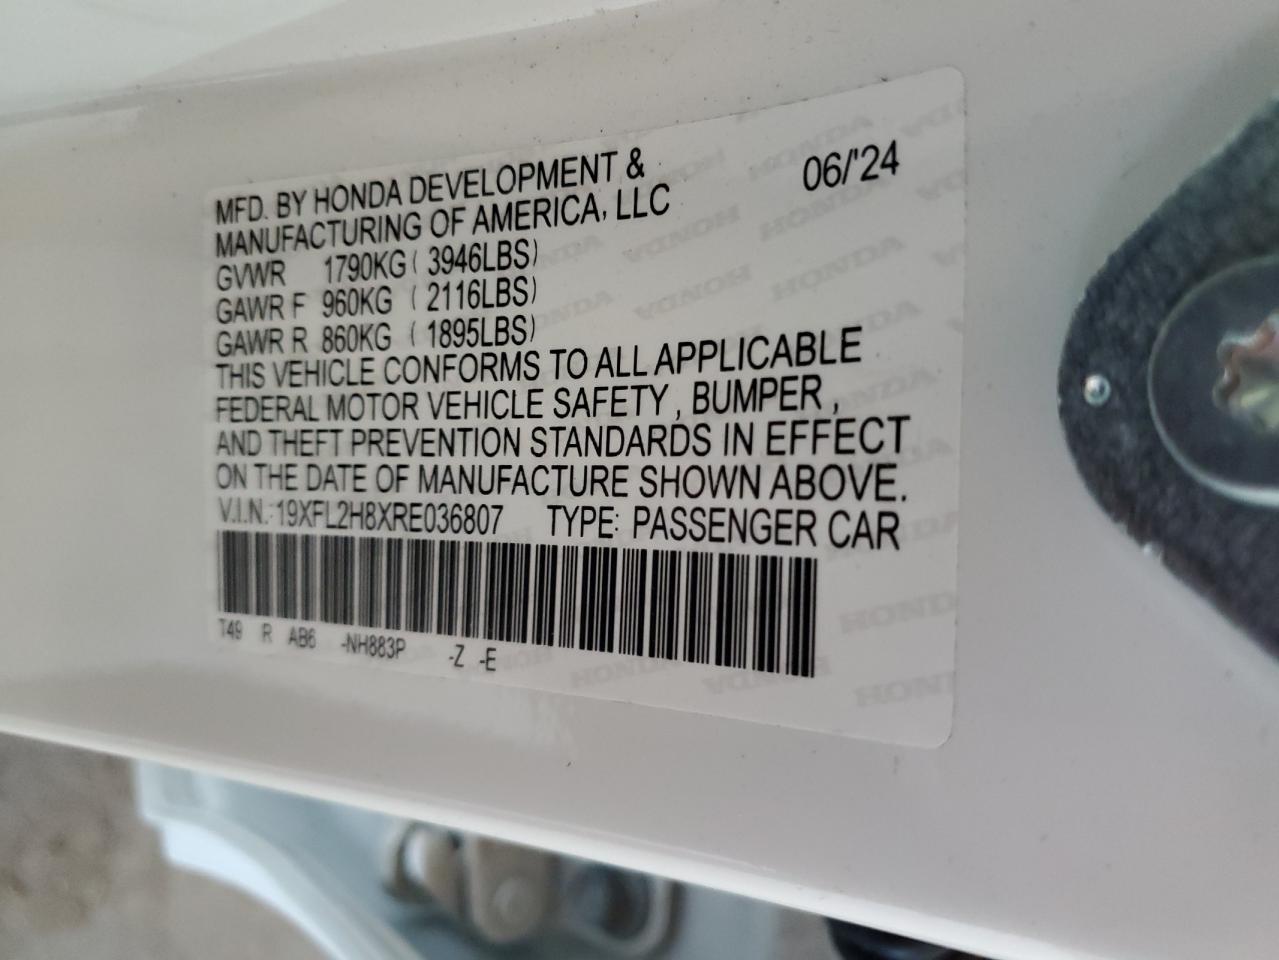 MFD. BY HONDA DEVELOPMENT & 06/'24
MANUFACTURING OF AMERICA, LLC
GVWR 1790KG ( 3946LBS)
GAWR F 960KG ( 2116LBS)
GAWR R 860KG ( 1895LBS)
THIS VEHICLE CONFORMS TO ALL APPLICABLE
FEDERAL MOTOR VEHICLE SAFETY , BUMPER ,
AND THEFT PREVENTION STANDARDS IN EFFECT
ON THE DATE OF MANUFACTURE SHOWN ABOVE.
V.I.N.: 19XFL2H8XRE036807 TYPE: PASSENGER CAR
T49 R AB6 -NH883P -Z -E